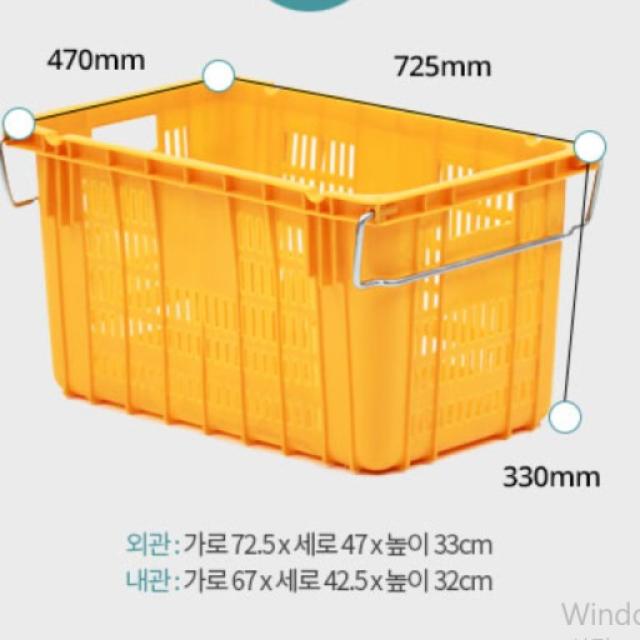 470mm
725mm
330mm
외관 : 가로 72.5 x 세로 47 x 높이 33cm
내관 : 가로 67 x 세로 42.5 x 높이 32cm